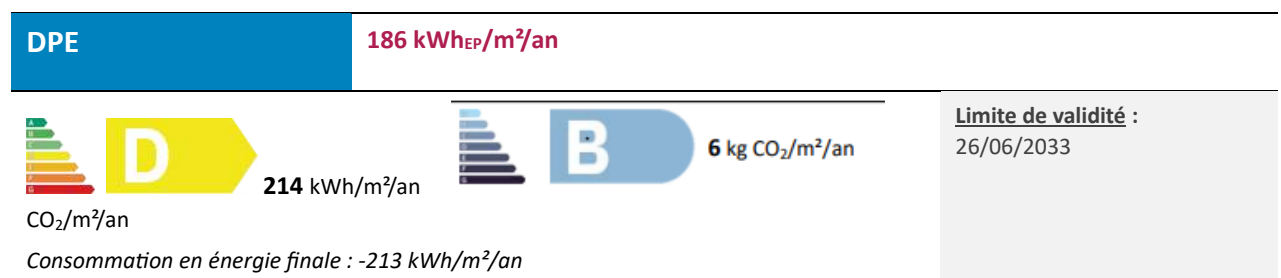 DPE
186 kWhEP/m²/an
D
214 kWh/m²/an
B
6 kg CO₂/m²/an
Limite de validité :
26/06/2033
CO₂/m²/an
Consommation en énergie finale : -213 kWh/m²/an